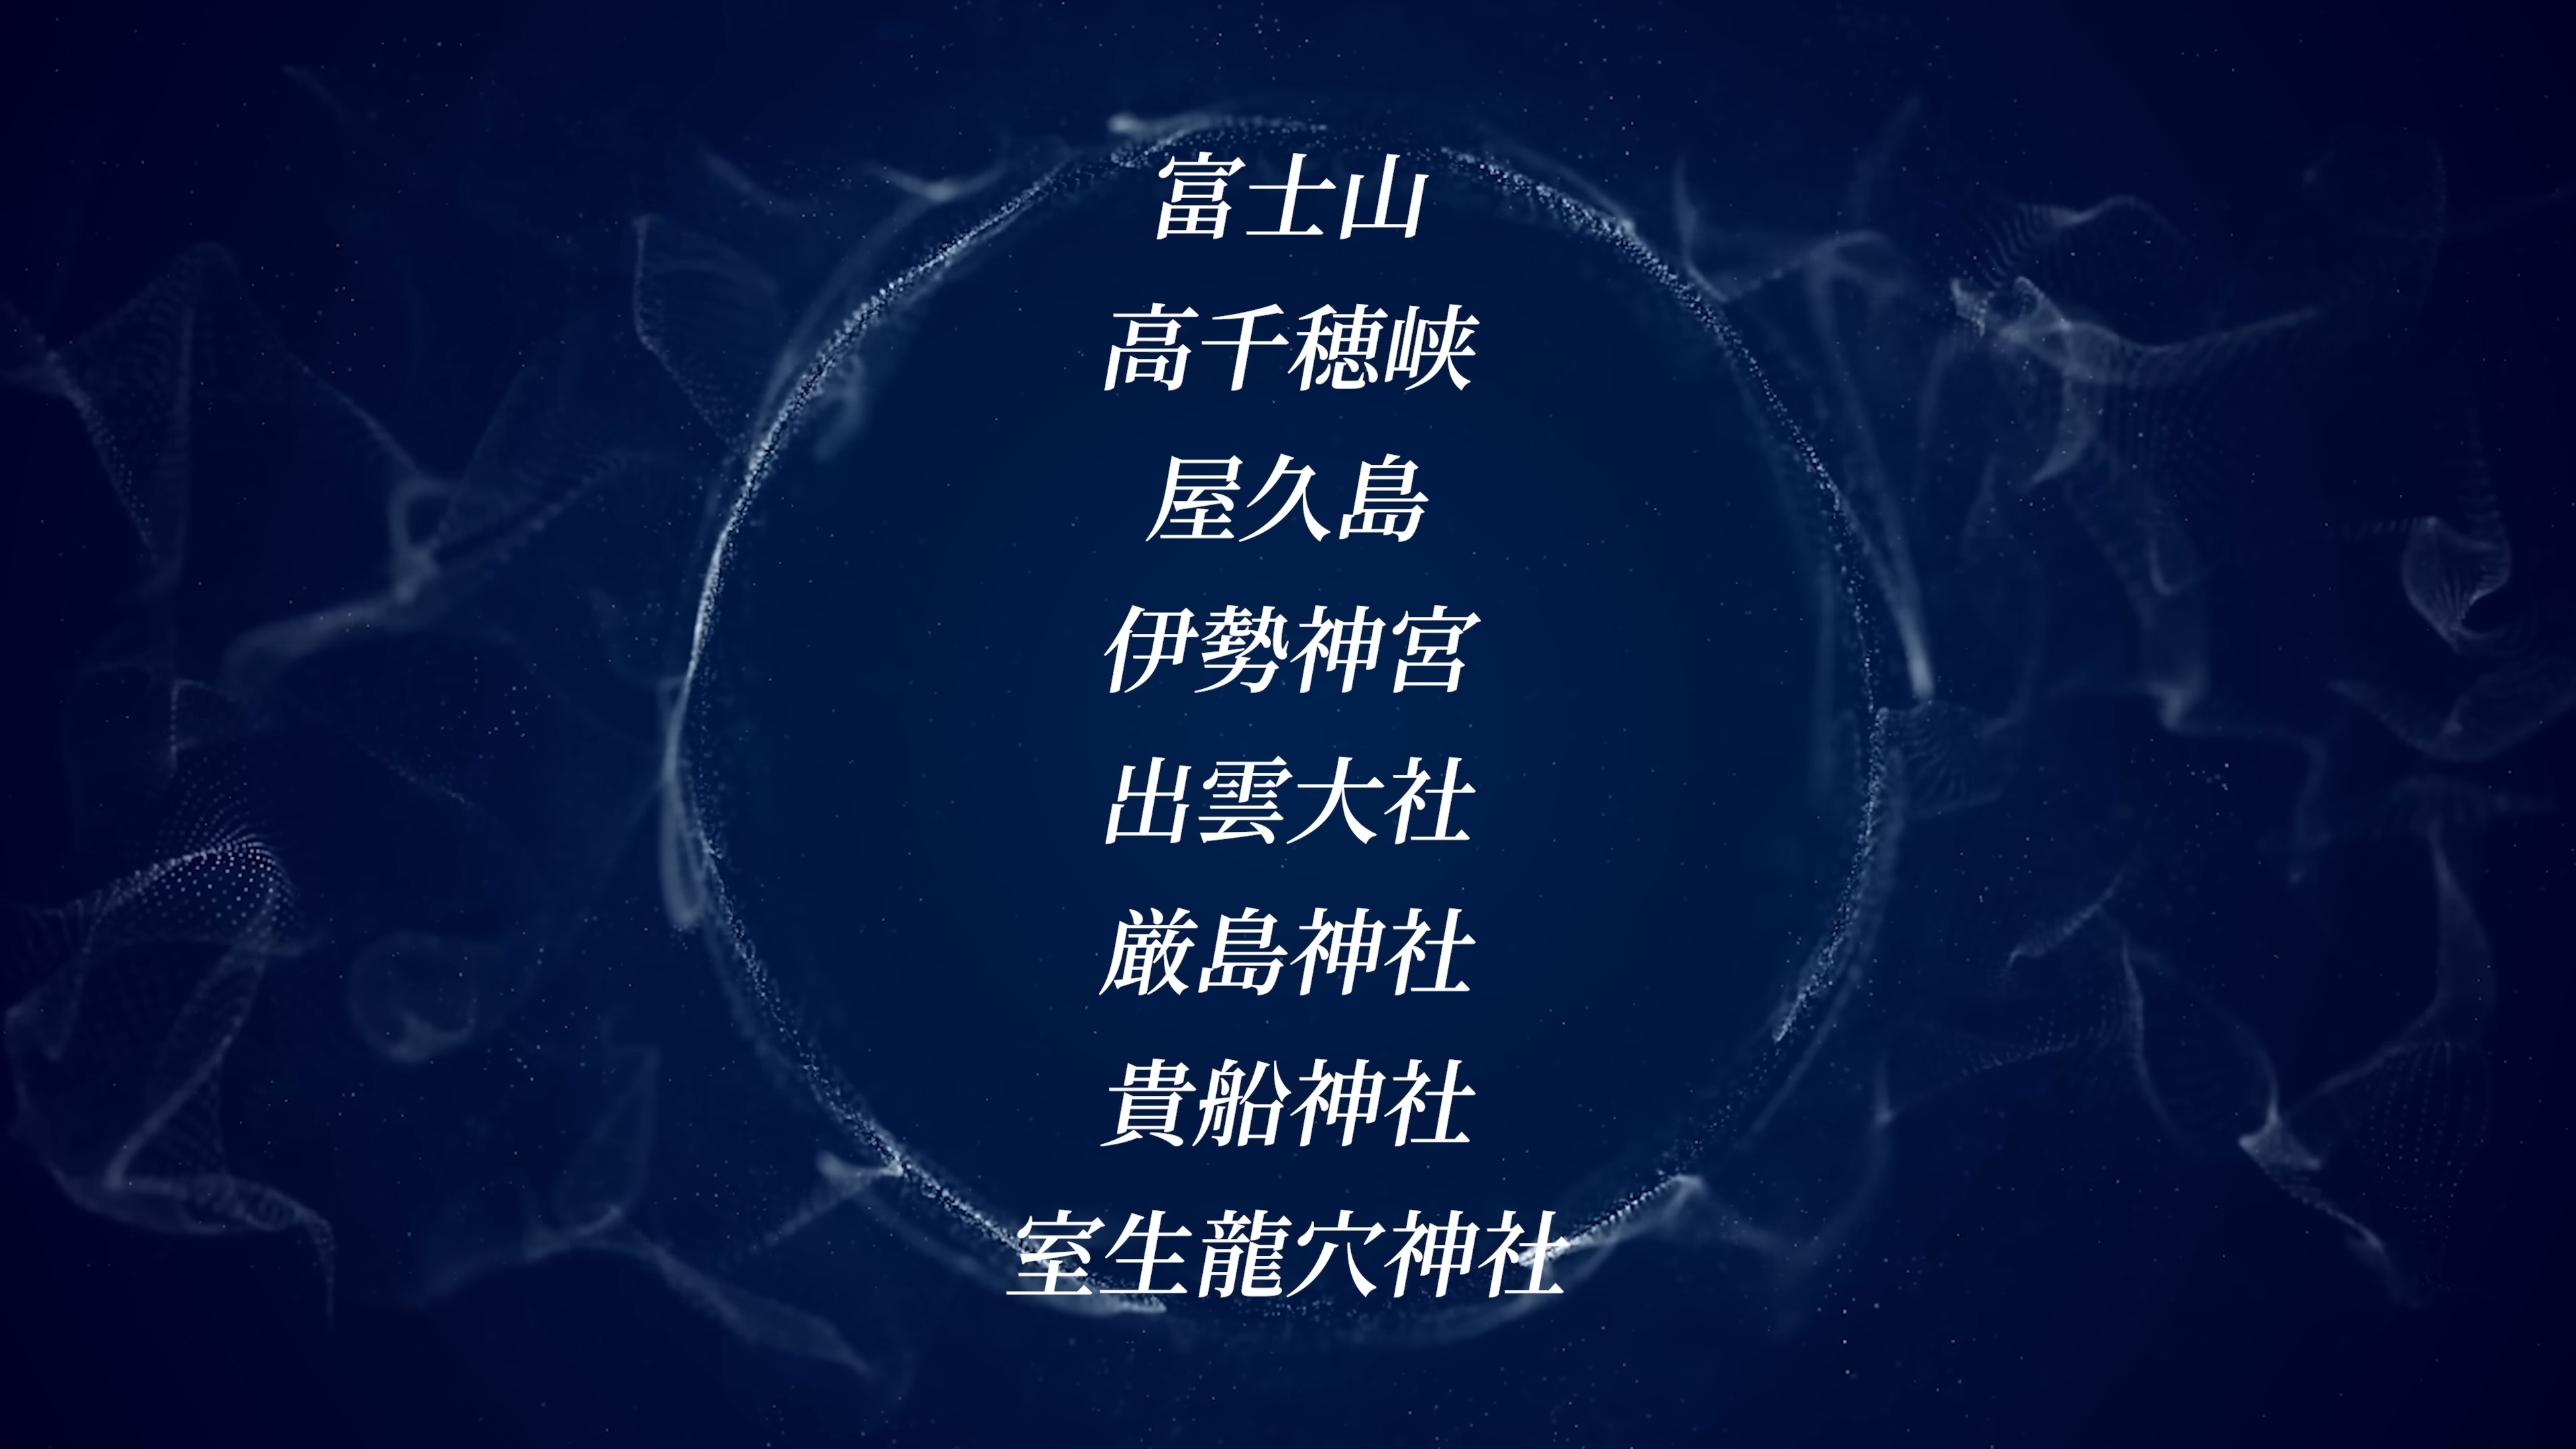 富士山
高千穂峡
屋久島
伊勢神宮
出雲大社
厳島神社
貴船神社
室生龍穴神社